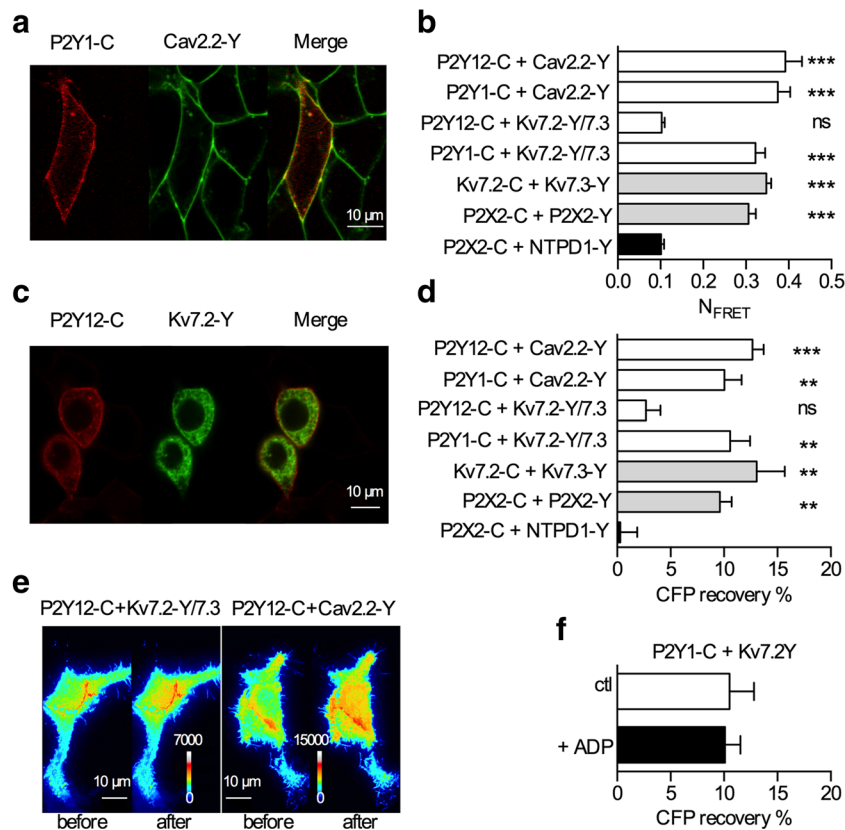 a
P2Y1-C Cav2.2-Y Merge
10 µm
b
P2Y12-C + Cav2.2-Y ***
P2Y1-C + Cav2.2-Y ***
P2Y12-C + Kv7.2-Y/7.3 ns
P2Y1-C + Kv7.2-Y/7.3 ***
Kv7.2-C + Kv7.3-Y ***
P2X2-C + P2X2-Y ***
P2X2-C + NTPD1-Y
0.0 0.1 0.2 0.3 0.4 0.5
NFRET
c
P2Y12-C Kv7.2-Y Merge
10 µm
d
P2Y12-C + Cav2.2-Y ***
P2Y1-C + Cav2.2-Y **
P2Y12-C + Kv7.2-Y/7.3 ns
P2Y1-C + Kv7.2-Y/7.3 **
Kv7.2-C + Kv7.3-Y **
P2X2-C + P2X2-Y **
P2X2-C + NTPD1-Y
0 5 10 15 20
CFP recovery %
e
P2Y12-C+Kv7.2-Y/7.3 P2Y12-C+Cav2.2-Y
7000 15000
10 µm 0 10 µm 0
before after before after
f
P2Y1-C + Kv7.2Y
ctl
+ ADP
0 5 10 15 20
CFP recovery %